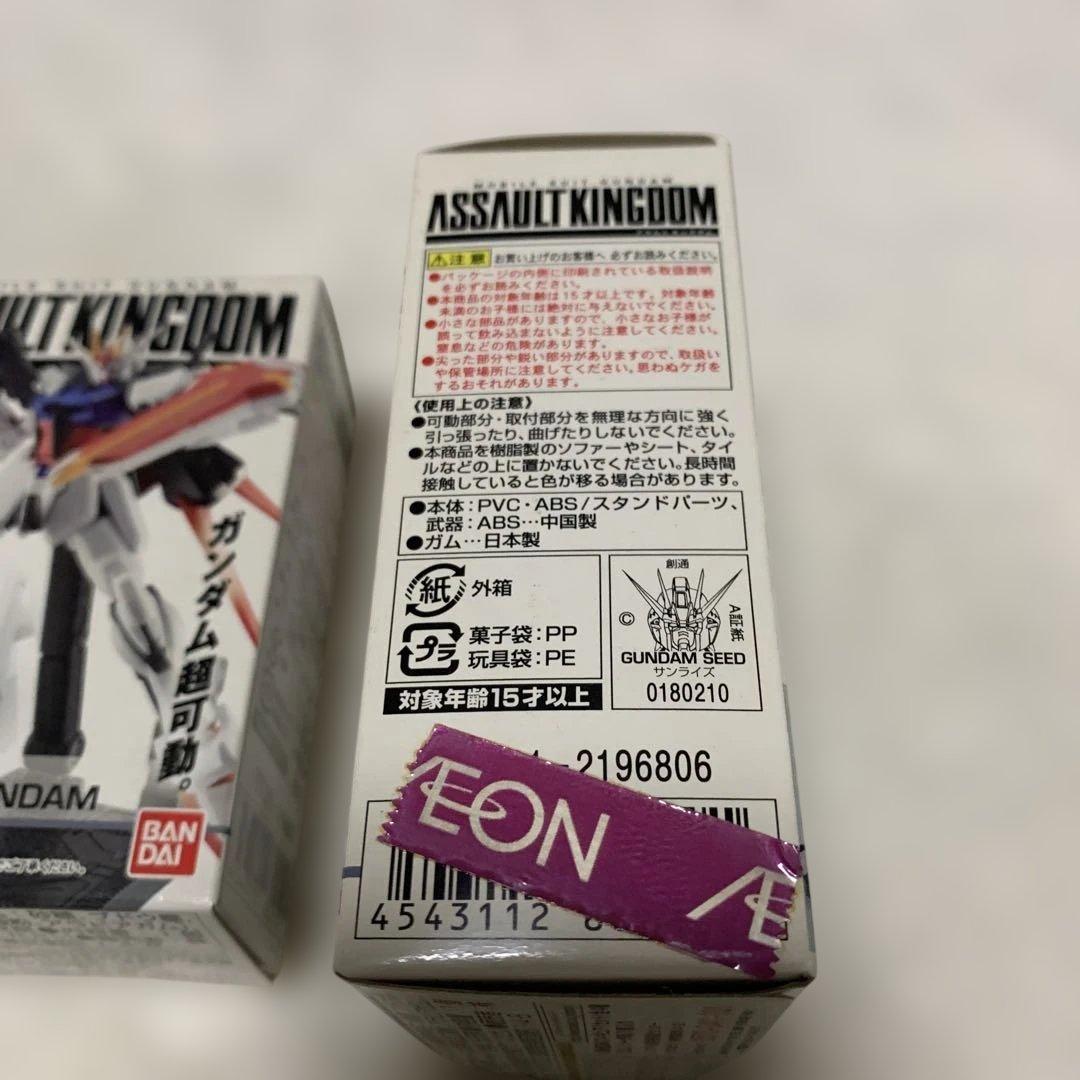 MOBILE SUIT GUNDAM
ULT KINGDOM
ガンダム超可動。
NDAM
BAN
DAI
ご了承ください。
MOBILE SUIT GUNDAM
ASSAULT KINGDOM
注意 お買い上げのお客様へ 必ずお読みください。
●パッケージの内側に印刷されている取扱説明
を必ずお読みください。
●本商品の対象年齢は15才以上です。対象年齢
未満のお子様には絶対に与えないでください。
●小さな部品がありますので、小さなお子様が
誤って飲み込まないように注意してください。
窒息などの危険があります。
●尖った部分や鋭い部分がありますので、取扱い
や保管場所に注意してください。思わぬケガを
するおそれがあります。
《使用上の注意》
●可動部分・取付部分を無理な方向に強く
引っ張ったり、曲げたりしないでください。
●本商品を樹脂製のソファーやシート、タイ
ルなどの上に置かないでください。長時間
接触していると色が移る場合があります。
●本体:PVC・ABS/スタンドパーツ、
武器:ABS…中国製
●ガム…日本製
紙 外箱
プラ 菓子袋:PP
玩具袋:PE
対象年齢15才以上
創通
© A証紙
GUNDAM SEED
サンライズ
0180210
-2196806
ÆON
Æ
4543112